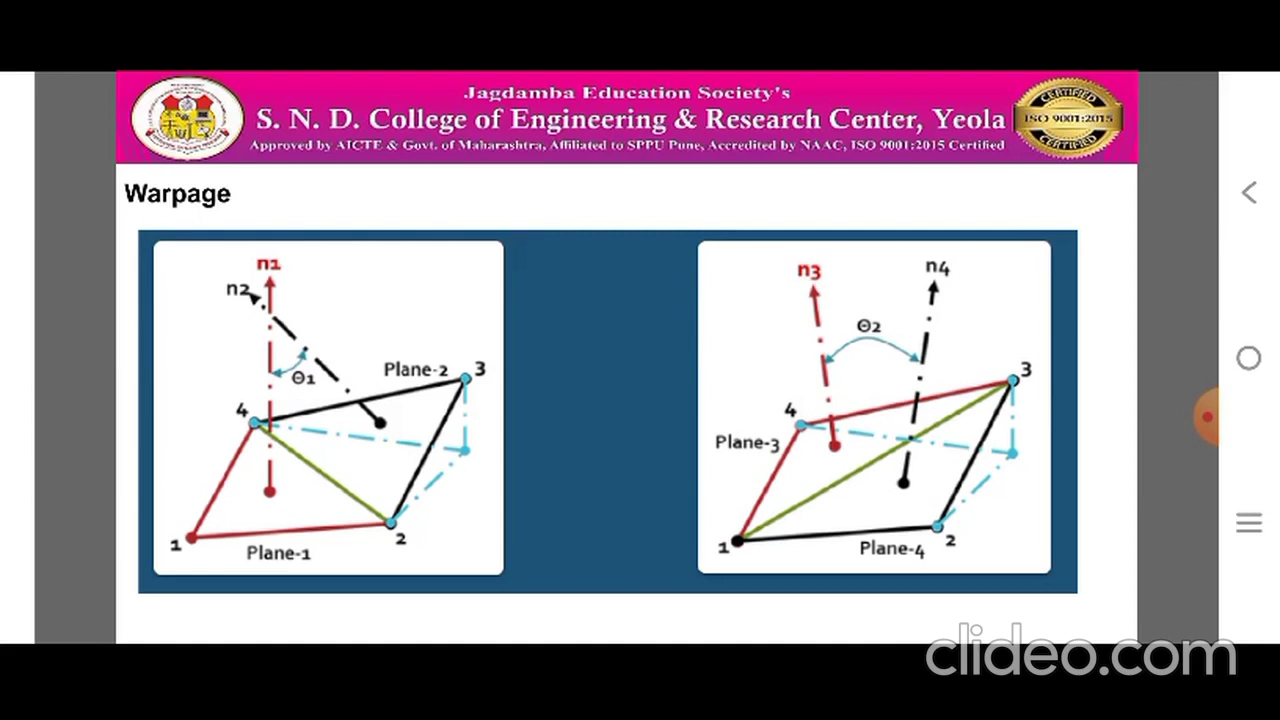 Jagdamba Education Society's
S. N. D. College of Engineering & Research Center, Yeola
Approved by AICTE & Govt. of Maharashtra, Affiliated to SPPU Pune, Accredited by NAAC, ISO 9001:2015 Certified
CERTIFIED
ISO 9001:2015
CERTIFIED
Warpage
n1
n2
Θ1
Plane-2
3
4
1
2
Plane-1
n3
n4
Θ2
3
4
Plane-3
1
2
Plane-4
clideo.com